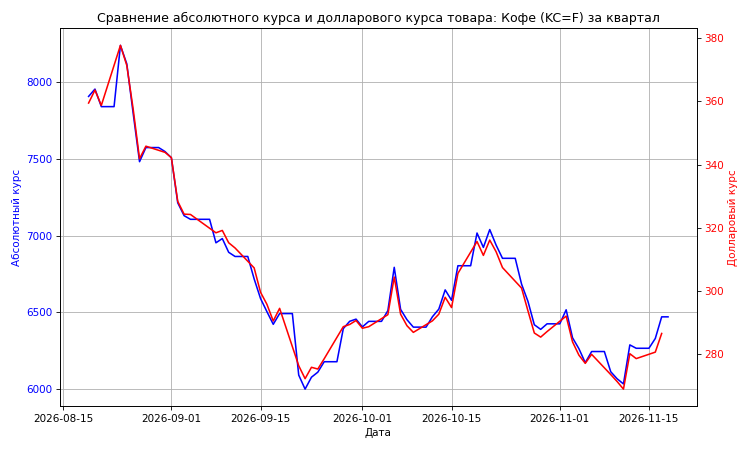 Сравнение абсолютного курса и долларового курса товара: Кофе (KC=F) за квартал
Абсолютный курс
8000
7500
7000
6500
6000
380
360
340
320
300
280
Долларовый курс
2026-08-15 2026-09-01 2026-09-15 2026-10-01 2026-10-15 2026-11-01 2026-11-15
Дата